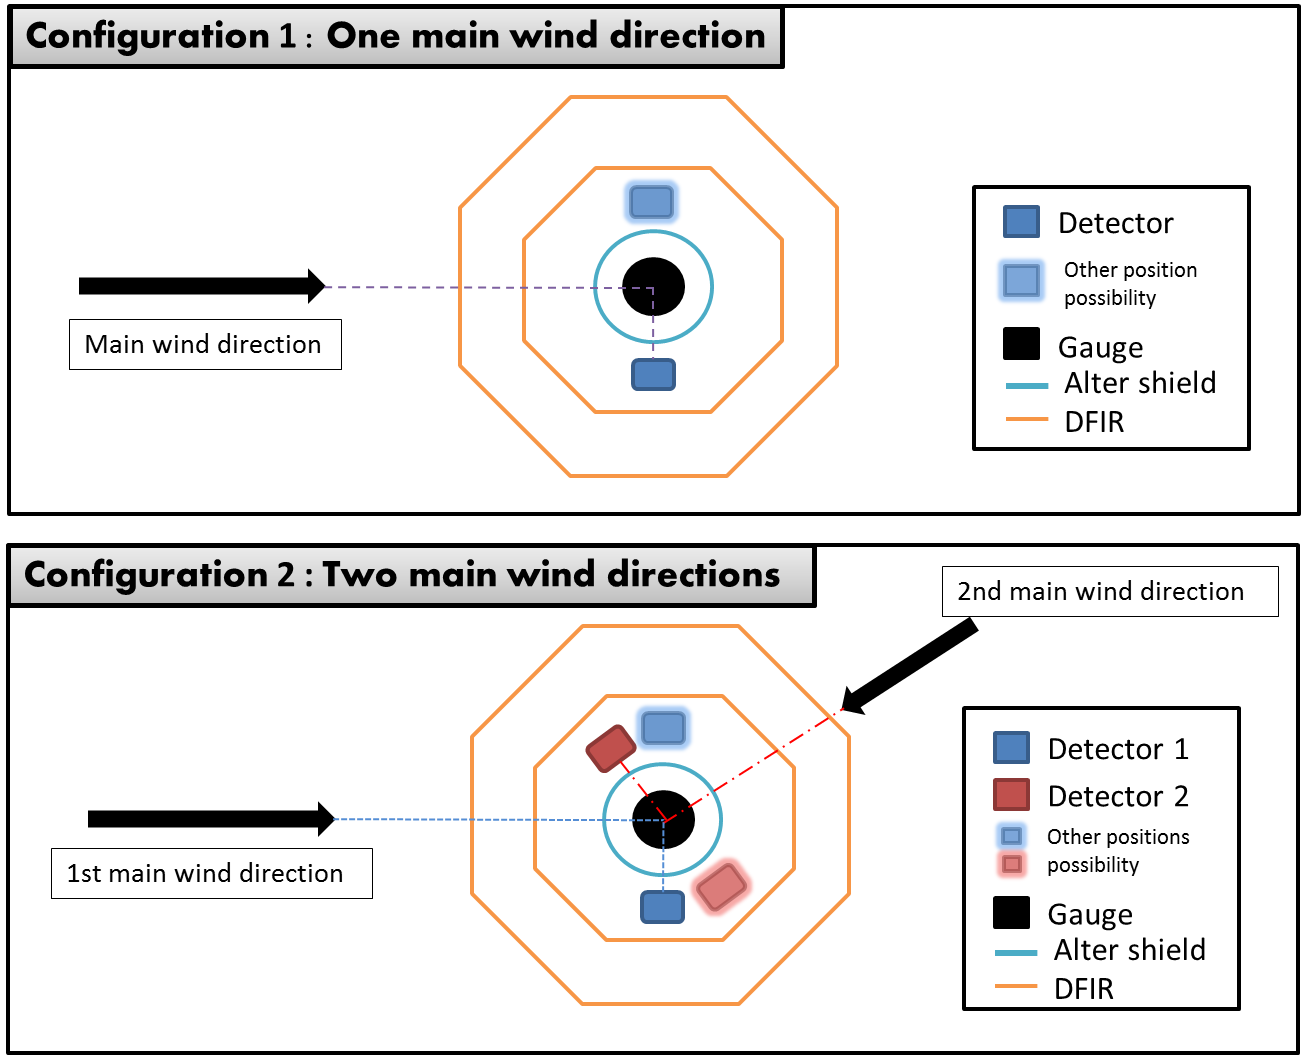 Configuration 1 : One main wind direction
Main wind direction
Detector
Other position
possibility
Gauge
Alter shield
DFIR
Configuration 2 : Two main wind directions
2nd main wind direction
1st main wind direction
Detector 1
Detector 2
Other positions
possibility
Gauge
Alter shield
DFIR